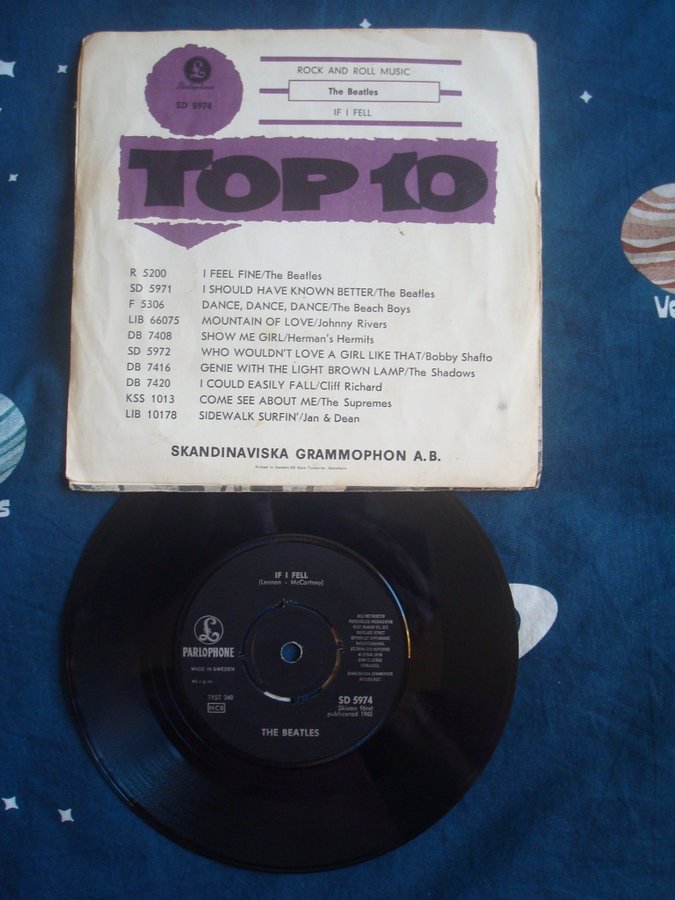 Parlophone
SD 5974
ROCK AND ROLL MUSIC
The Beatles
IF I FELL
TOP 10
R 5200 I FEEL FINE/The Beatles
SD 5971 I SHOULD HAVE KNOWN BETTER/The Beatles
F 5306 DANCE, DANCE, DANCE/The Beach Boys
LIB 66075 MOUNTAIN OF LOVE/Johnny Rivers
DB 7408 SHOW ME GIRL/Herman's Hermits
SD 5972 WHO WOULDN'T LOVE A GIRL LIKE THAT/Bobby Shafto
DB 7416 GENIE WITH THE LIGHT BROWN LAMP/The Shadows
DB 7420 I COULD EASILY FALL/Cliff Richard
KSS 1013 COME SEE ABOUT ME/The Supremes
LIB 10178 SIDEWALK SURFIN'/Jan & Dean
SKANDINAVISKA GRAMMOPHON A.B.
Printed in Sweden
IF I FELL
(Lennon - McCartney)
PARLOPHONE
MADE IN SWEDEN
45 r.p.m.
7XST 340
NCB
SD 5974
Skivan först
publicerad 1965
THE BEATLES
Ve
s